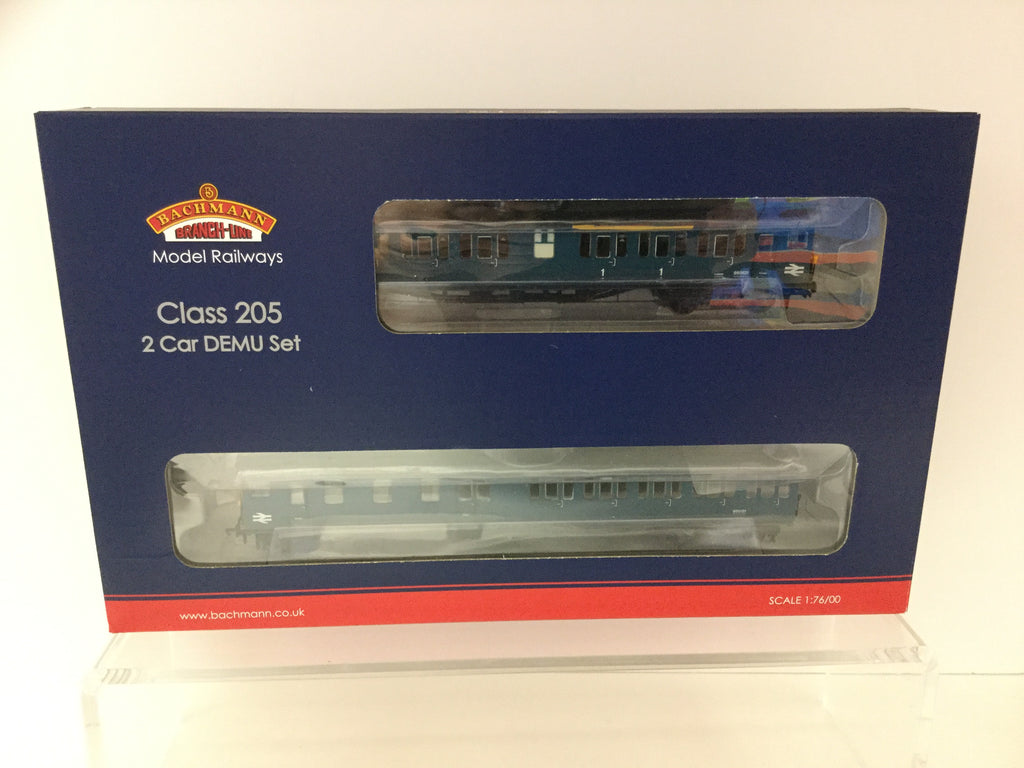 BACHMANN
BRANCH-LINE
Model Railways
Class 205
2 Car DEMU Set
1 1
www.bachmann.co.uk
SCALE 1:76/00